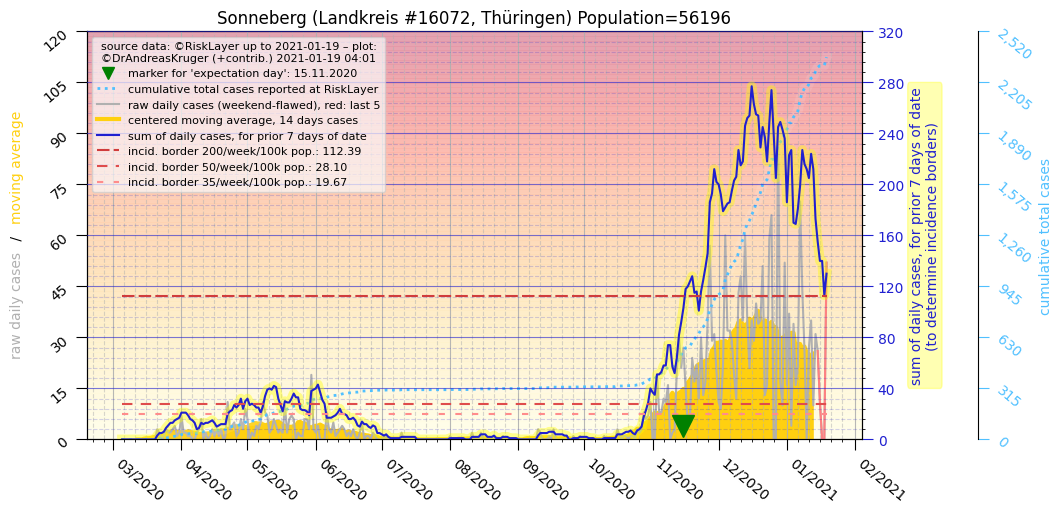 Sonneberg (Landkreis #16072, Thüringen) Population=56196
source data: ©RiskLayer up to 2021-01-19 – plot:
©DrAndreasKruger (+contrib.) 2021-01-19 04:01
marker for 'expectation day': 15.11.2020
cumulative total cases reported at RiskLayer
raw daily cases (weekend-flawed), red: last 5
centered moving average, 14 days cases
sum of daily cases, for prior 7 days of date
incid. border 200/week/100k pop.: 112.39
incid. border 50/week/100k pop.: 28.10
incid. border 35/week/100k pop.: 19.67
raw daily cases / moving average
120
105
90
75
60
45
30
15
0
03/2020
04/2020
05/2020
06/2020
07/2020
08/2020
09/2020
10/2020
11/2020
12/2020
01/2021
02/2021
320
280
240
200
160
120
80
40
0
sum of daily cases, for prior 7 days of date
(to determine incidence borders)
2,520
2,205
1,890
1,575
1,260
945
630
315
0
cumulative total cases